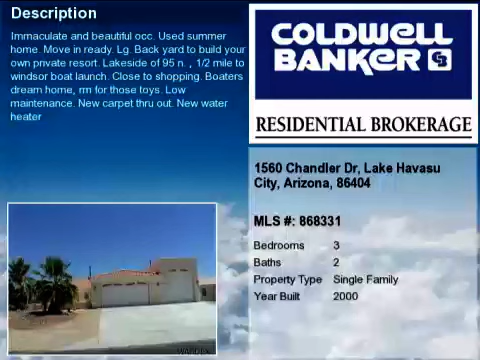 Description
Immaculate and beautiful occ. Used summer
home. Move in ready. Lg. Back yard to build your
own private resort. Lakeside of 95 n. , 1/2 mile to
windsor boat launch. Close to shopping. Boaters
dream home, rm for those toys. Low
maintenance. New carpet thru out. New water
heater
COLDWELL
BANKER CB
RESIDENTIAL BROKERAGE
1560 Chandler Dr, Lake Havasu
City, Arizona, 86404
MLS #: 868331
Bedrooms 3
Baths 2
Property Type Single Family
Year Built 2000